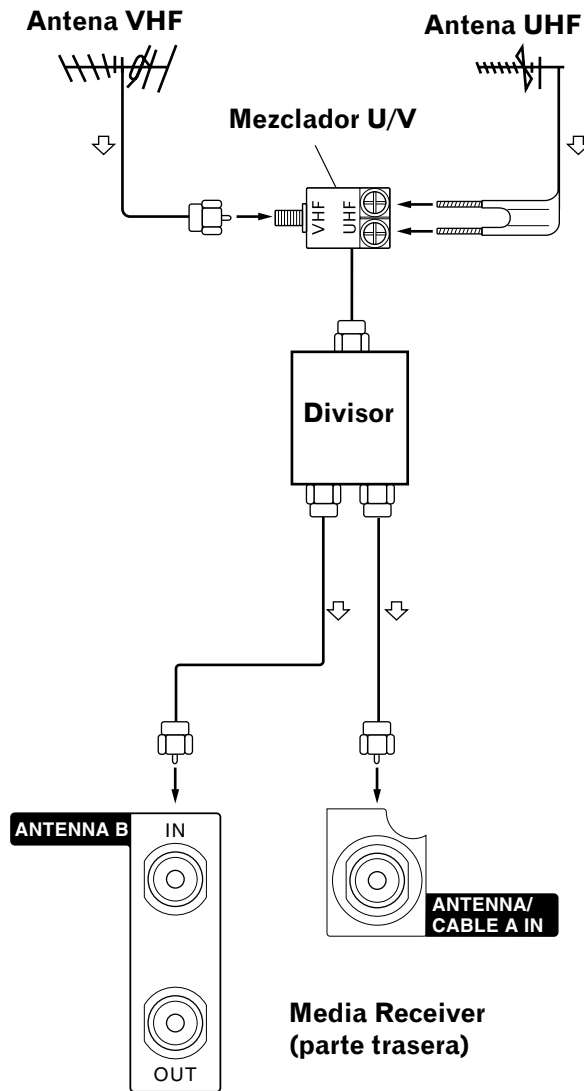 Antena VHF
Antena UHF
Mezclador U/V
VHF
UHF
Divisor
ANTENNA B
IN
ANTENNA/
CABLE A IN
OUT
Media Receiver
(parte trasera)